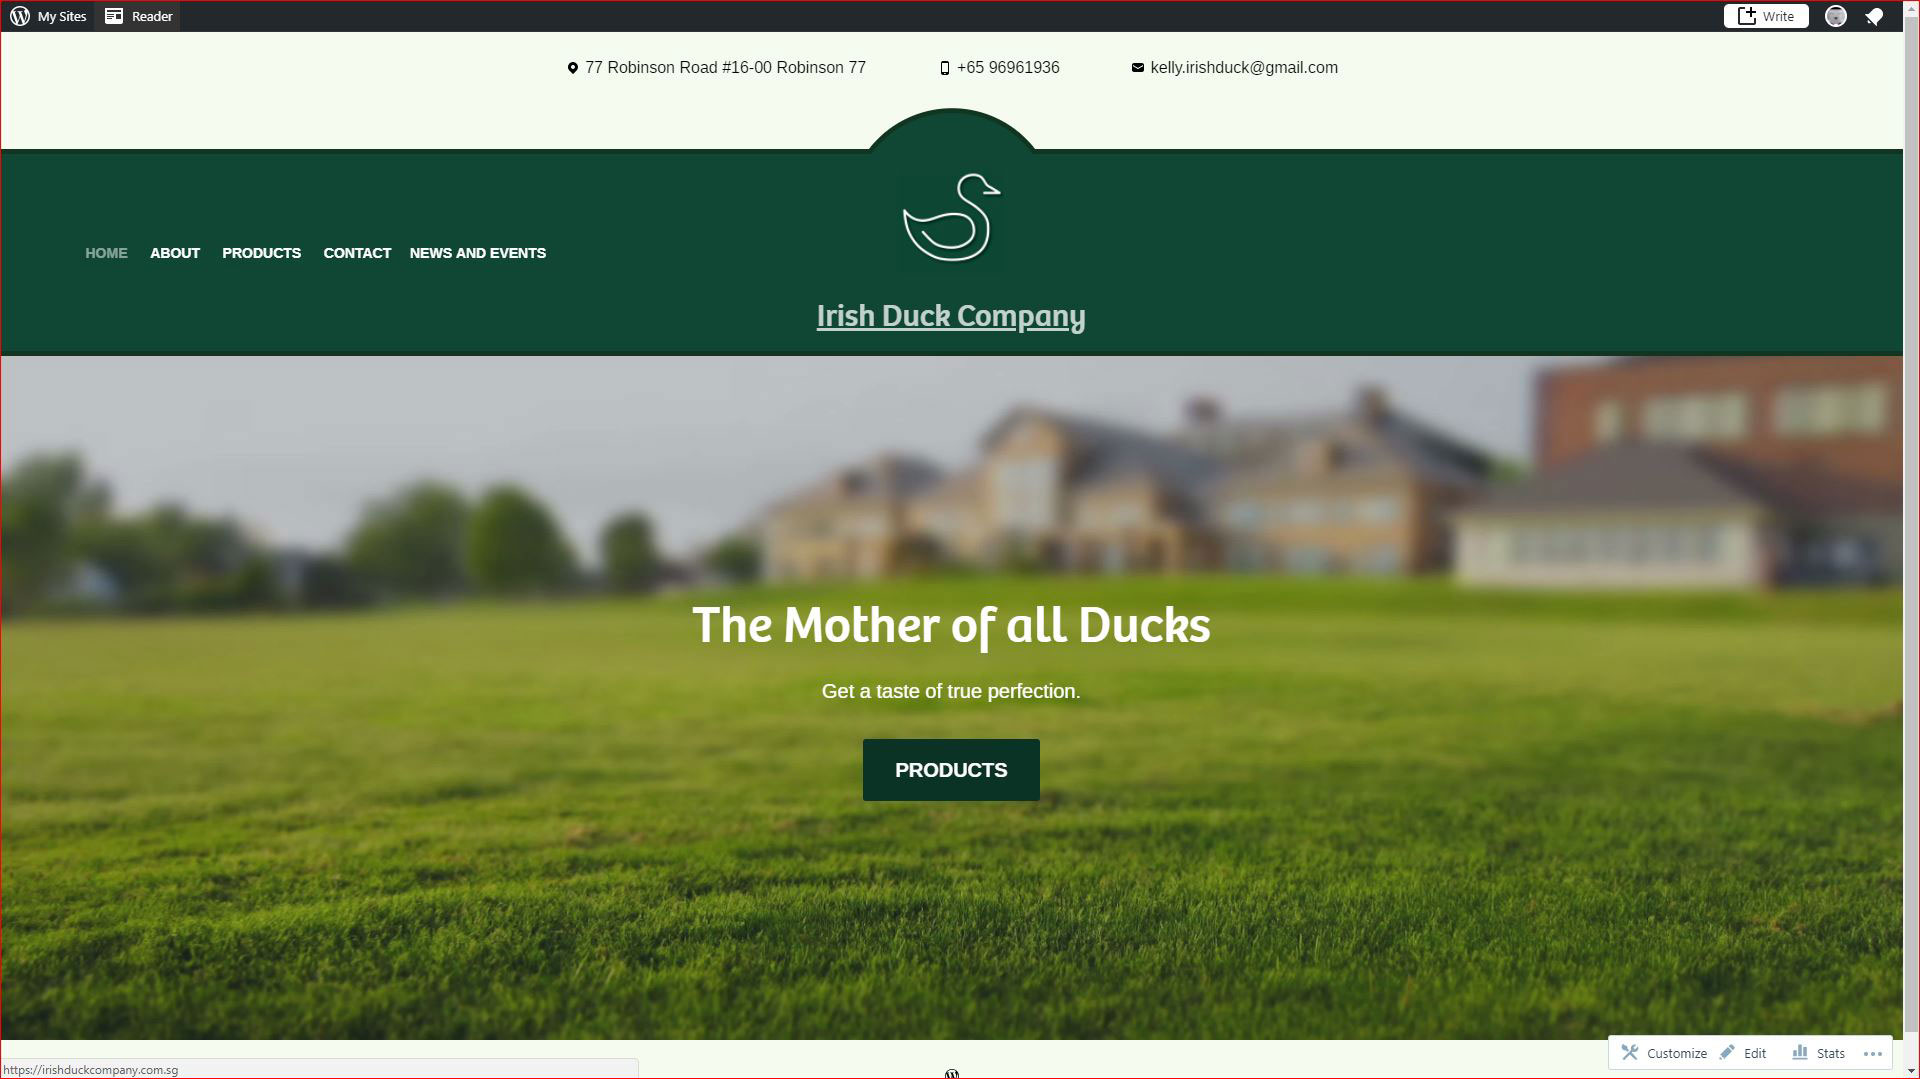 My Sites Reader Write
77 Robinson Road #16-00 Robinson 77 +65 96961936 kelly.irishduck@gmail.com
HOME ABOUT PRODUCTS CONTACT NEWS AND EVENTS
Irish Duck Company
The Mother of all Ducks
Get a taste of true perfection.
PRODUCTS
Customize Edit Stats
https://irishduckcompany.com.sg